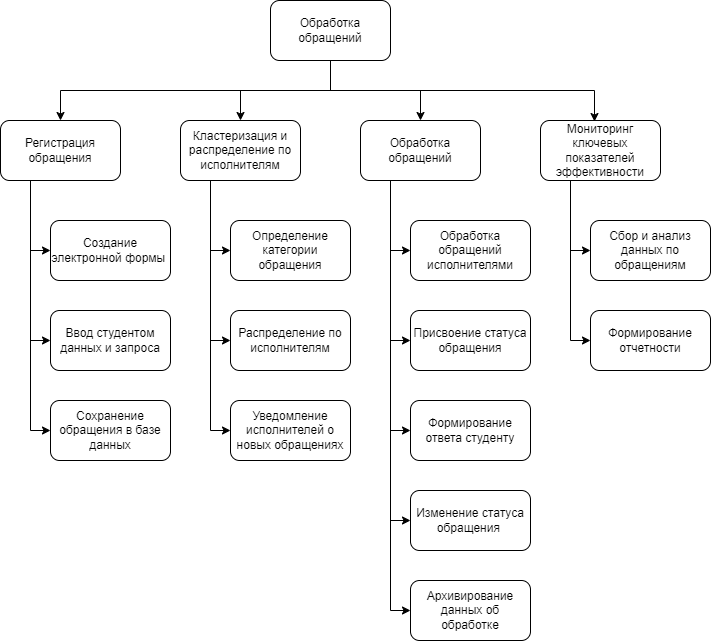 Обработка
обращений
Регистрация
обращения
Кластеризация и
распределение по
исполнителям
Обработка
обращений
Мониторинг
ключевых
показателей
эффективности
Создание
электронной формы
Ввод студентом
данных и запроса
Сохранение
обращения в базе
данных
Определение
категории
обращения
Распределение по
исполнителям
Уведомление
исполнителей о
новых обращениях
Обработка
обращений
исполнителями
Присвоение статуса
обращения
Формирование
ответа студенту
Изменение статуса
обращения
Архивирование
данных об
обработке
Сбор и анализ
данных по
обращениям
Формирование
отчетности